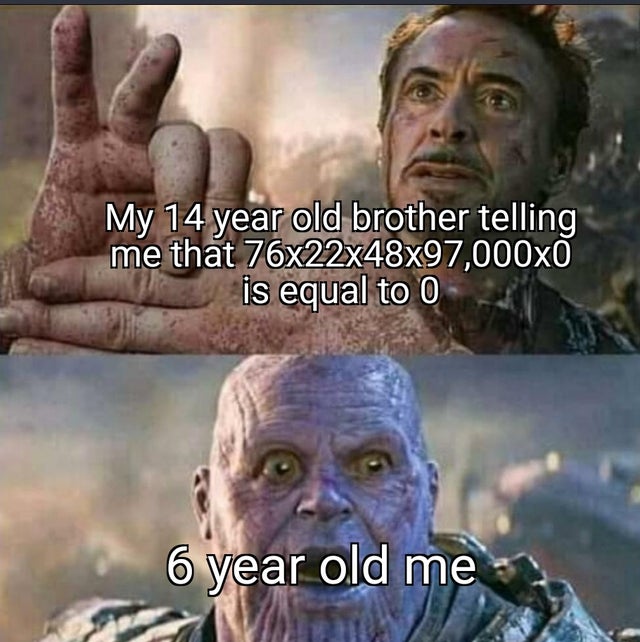 My 14 year old brother telling
me that 76x22x48x97,000x0
is equal to 0
6 year old me